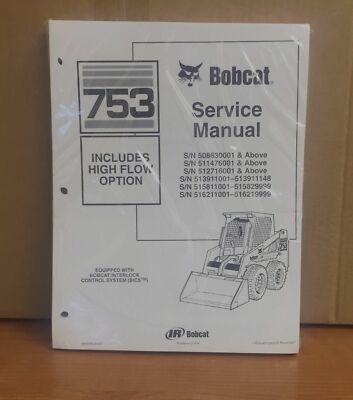 753
Bobcat
Service
Manual
INCLUDES
HIGH FLOW
OPTION
S/N 508630001 & Above
S/N 511476001 & Above
S/N 512716001 & Above
S/N 513911001–513911148
S/N 515811001–515829999
S/N 516211001–516219999
EQUIPPED WITH
BOBCAT INTERLOCK
CONTROL SYSTEM (BICS™)
IR Bobcat